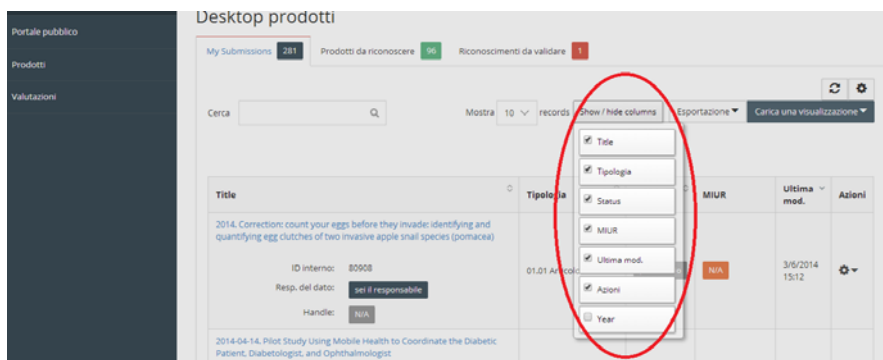 Desktop prodotti
Portale pubblico
Prodotti
Valutazioni
My Submissions 281 Prodotti da riconoscere 96 Riconoscimenti da validare 1
Cerca Mostra 10 records Show / hide columns Esportazione Carica una visualizzazione
Title
Tipologia
Status
MIUR
Ultima mod.
Azioni
Year
Title Tipologia MIUR Ultima mod. Azioni
2014. Correction: count your eggs before they invade: identifying and
quantifying egg clutches of two invasive apple snail species (pomacea)
ID interno: 80908
01.01 N/A 3/6/2014
15:12
Resp. del dato: sei il responsabile
Handle: N/A
2014-04-14. Pilot Study Using Mobile Health to Coordinate the Diabetic
Patient, Diabetologist, and Ophthalmologist